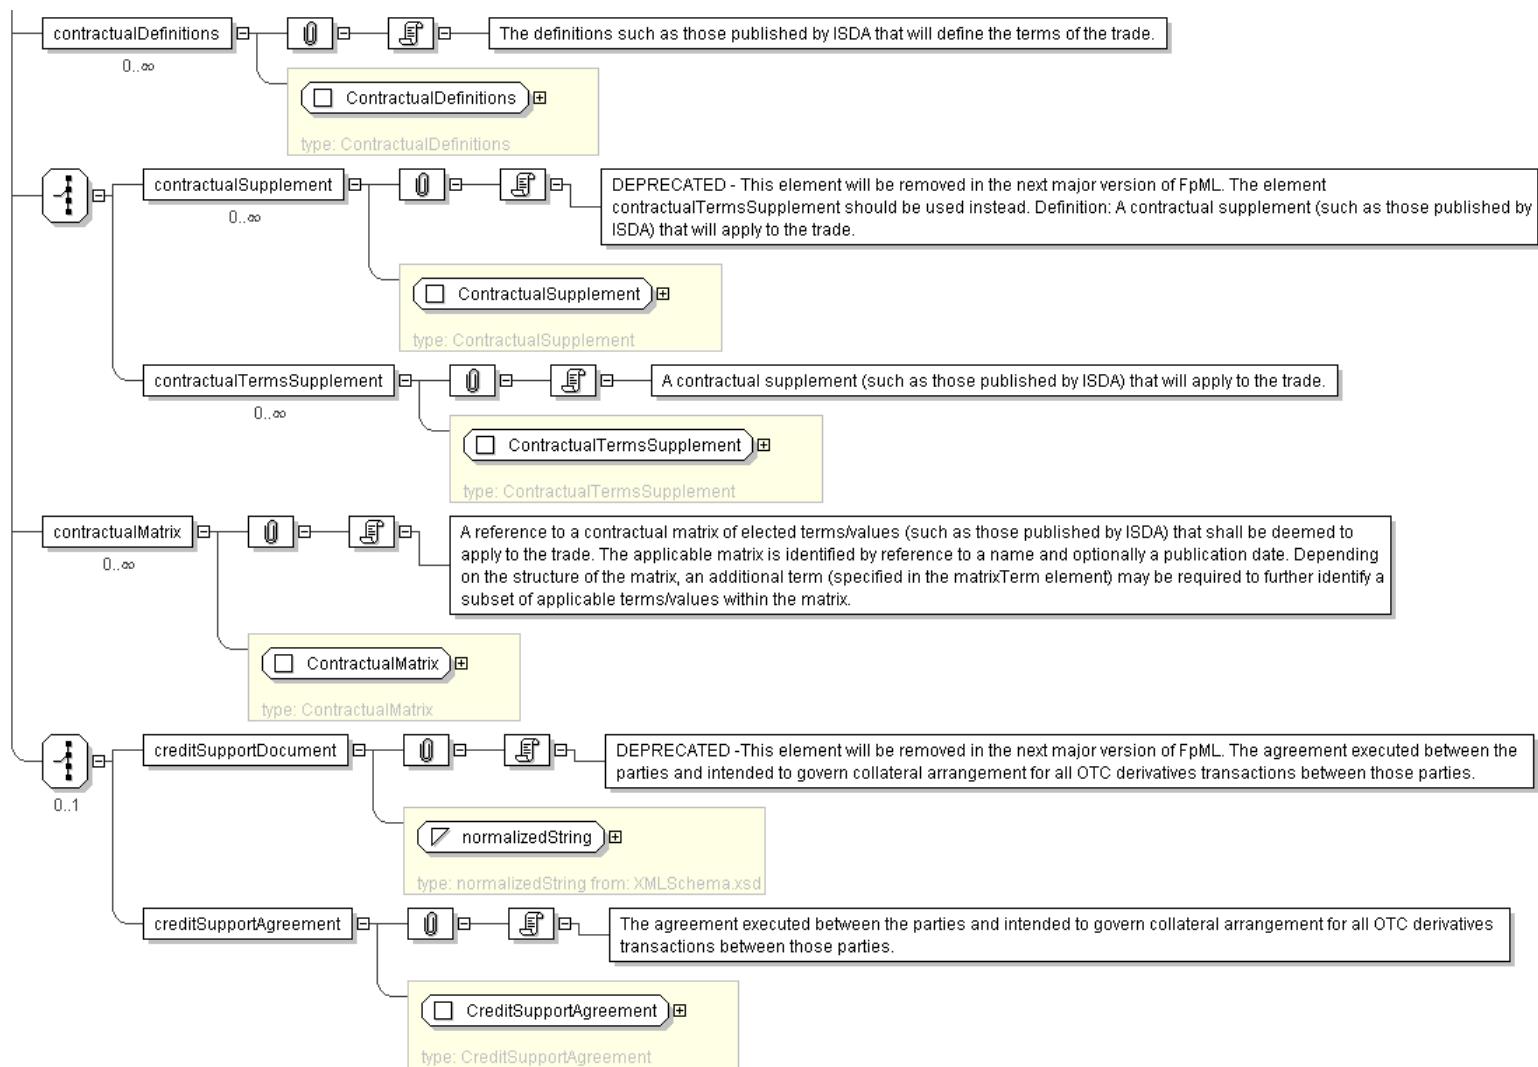 contractualDefinitions
The definitions such as those published by ISDA that will define the terms of the trade.
0..∞
ContractualDefinitions
type: ContractualDefinitions
contractualSupplement
DEPRECATED - This element will be removed in the next major version of FpML. The element
contractualTermsSupplement should be used instead. Definition: A contractual supplement (such as those published by
ISDA) that will apply to the trade.
0..∞
ContractualSupplement
type: ContractualSupplement
contractualTermsSupplement
A contractual supplement (such as those published by ISDA) that will apply to the trade.
0..∞
ContractualTermsSupplement
type: ContractualTermsSupplement
contractualMatrix
A reference to a contractual matrix of elected terms/values (such as those published by ISDA) that shall be deemed to
apply to the trade. The applicable matrix is identified by reference to a name and optionally a publication date. Depending
on the structure of the matrix, an additional term (specified in the matrixTerm element) may be required to further identify a
subset of applicable terms/values within the matrix.
0..∞
ContractualMatrix
type: ContractualMatrix
creditSupportDocument
DEPRECATED -This element will be removed in the next major version of FpML. The agreement executed between the
parties and intended to govern collateral arrangement for all OTC derivatives transactions between those parties.
0..1
normalizedString
type: normalizedString from: XMLSchema.xsd
creditSupportAgreement
The agreement executed between the parties and intended to govern collateral arrangement for all OTC derivatives
transactions between those parties.
CreditSupportAgreement
type: CreditSupportAgreement